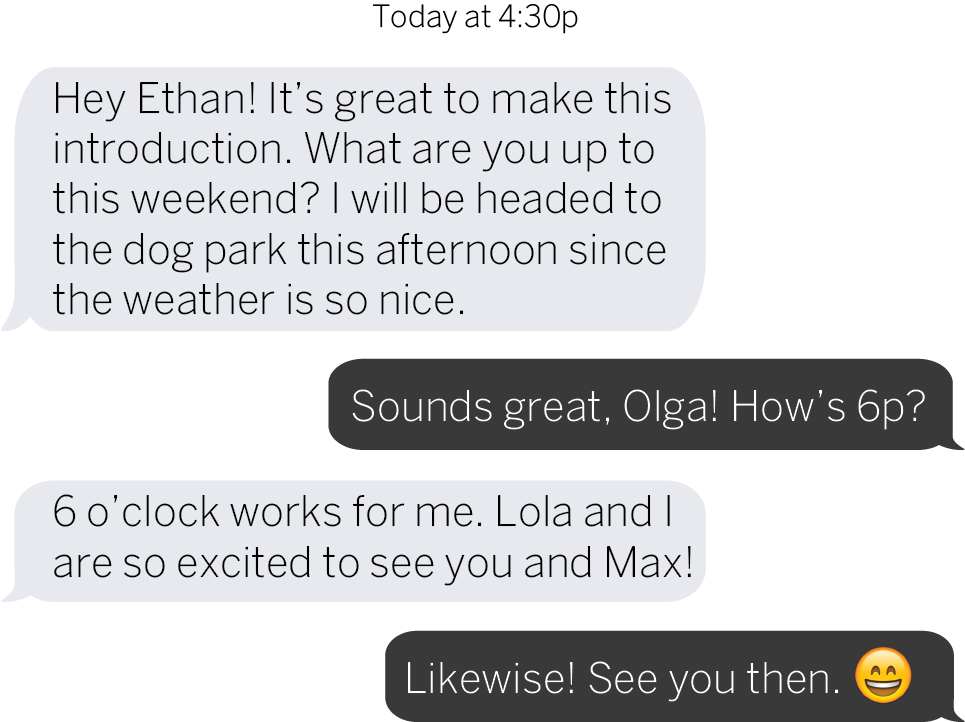 Today at 4:30p
Hey Ethan! It’s great to make this
introduction. What are you up to
this weekend? I will be headed to
the dog park this afternoon since
the weather is so nice.
Sounds great, Olga! How’s 6p?
6 o’clock works for me. Lola and I
are so excited to see you and Max!
Likewise! See you then. 😄